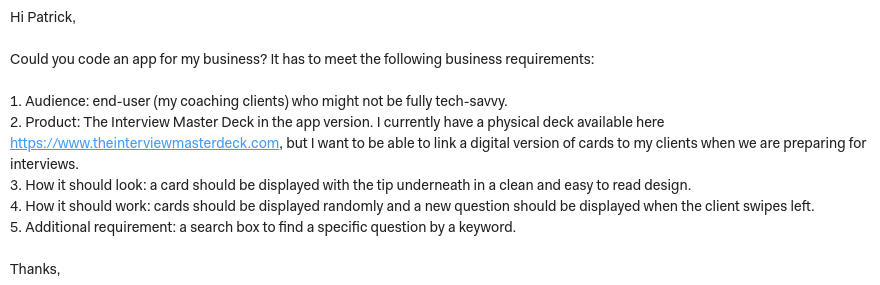 Hi Patrick,
Could you code an app for my business? It has to meet the following business requirements:
1. Audience: end-user (my coaching clients) who might not be fully tech-savvy.
2. Product: The Interview Master Deck in the app version. I currently have a physical deck available here
https://www.theinterviewmasterdeck.com, but I want to be able to link a digital version of cards to my clients when we are preparing for
interviews.
3. How it should look: a card should be displayed with the tip underneath in a clean and easy to read design.
4. How it should work: cards should be displayed randomly and a new question should be displayed when the client swipes left.
5. Additional requirement: a search box to find a specific question by a keyword.
Thanks,